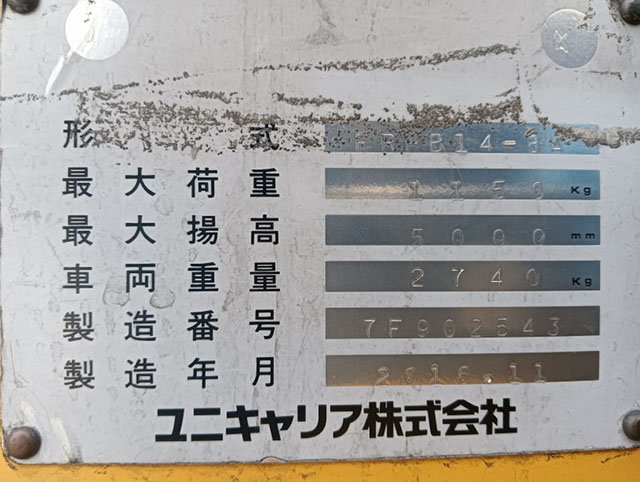 形式
最大荷重 1150 Kg
最大揚高 5000 mm
車両重量 2740 Kg
製造番号 7F902543
製造年月 2016.11
ユニキャリア株式会社